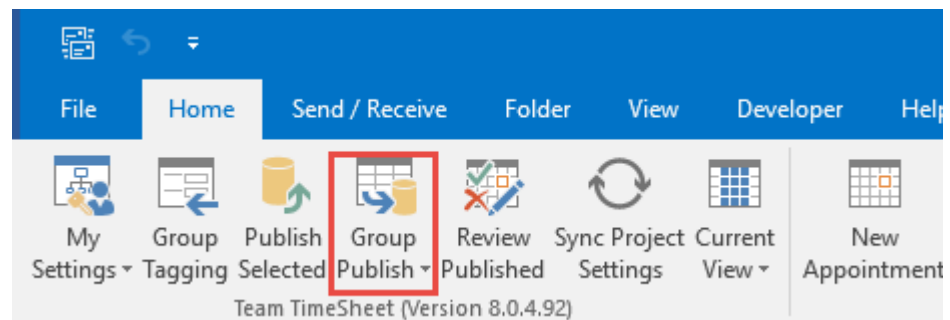 File Home Send / Receive Folder View Developer Help
My Group Publish Group Review Sync Project Current New
Settings Tagging Selected Publish Published Settings View Appointment
Team TimeSheet (Version 8.0.4.92)